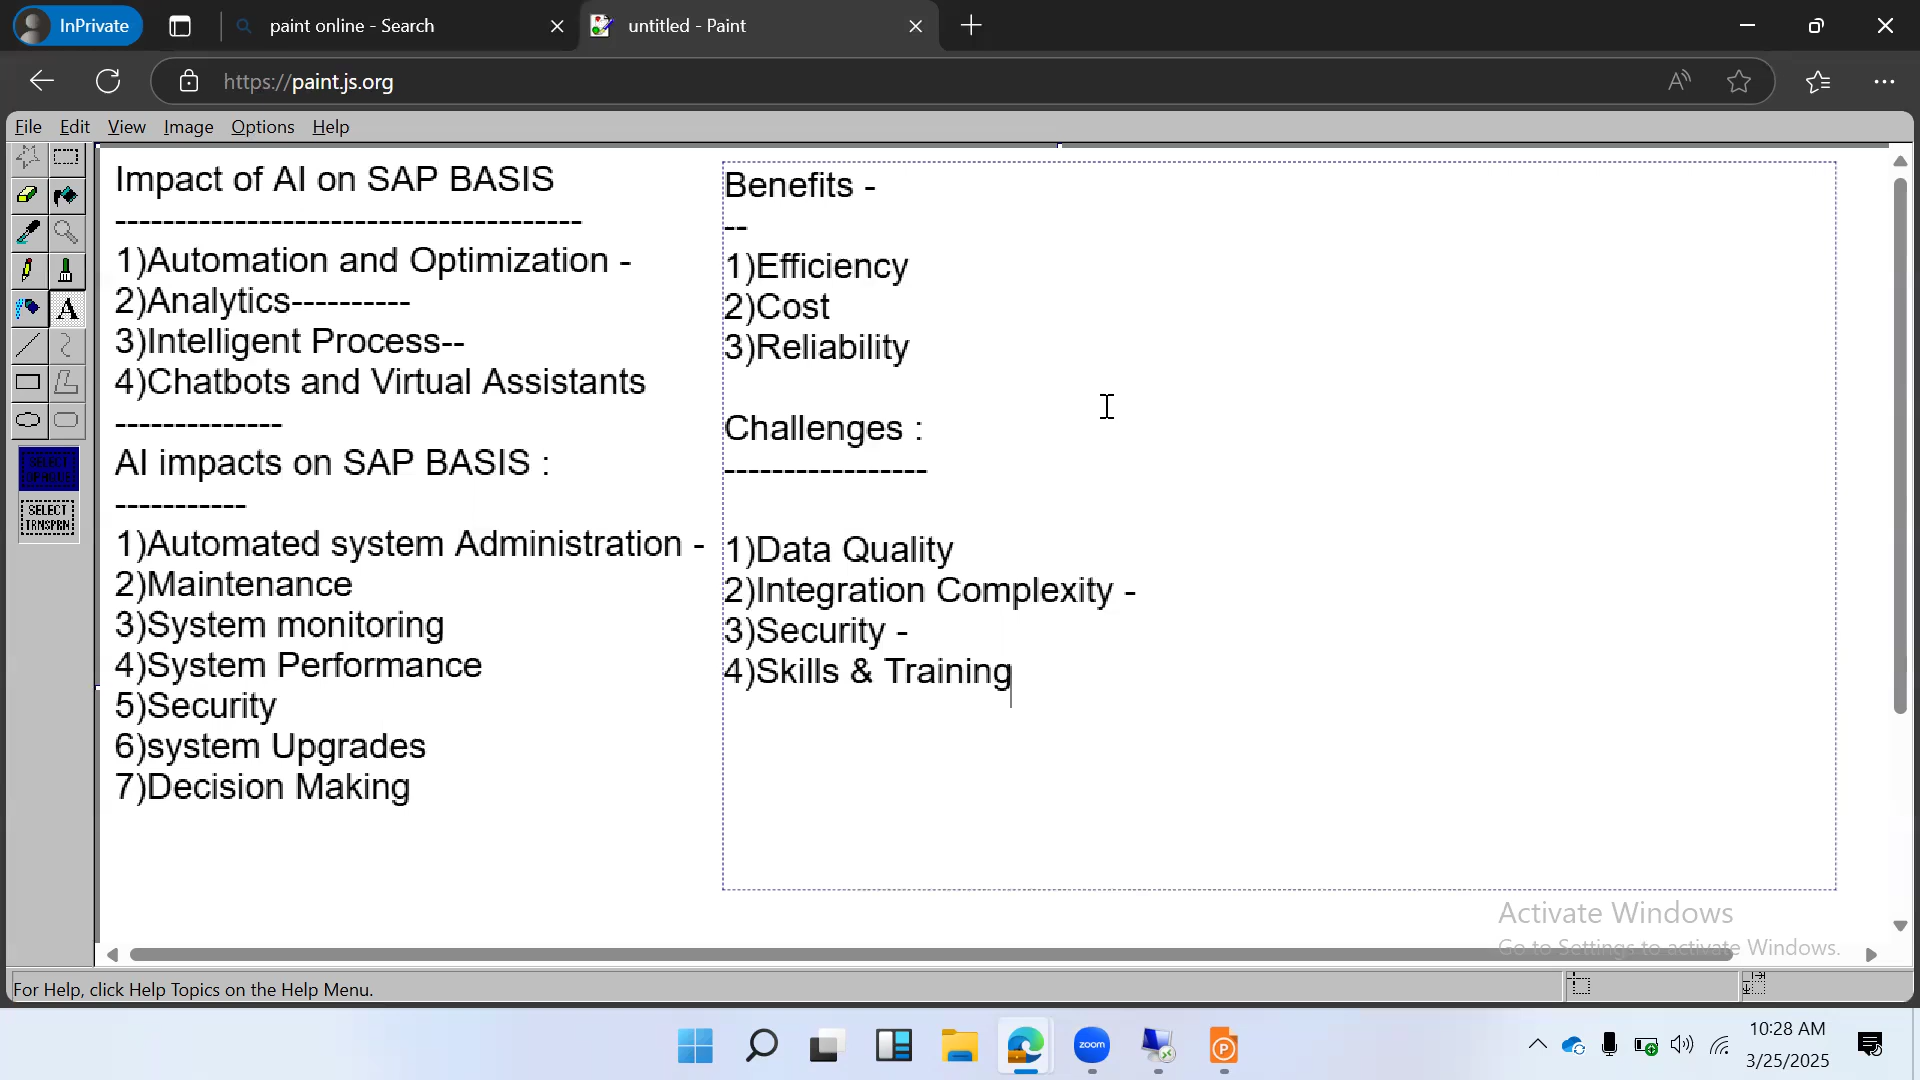 InPrivate
paint online - Search
untitled - Paint
https://paint.js.org
File Edit View Image Options Help
Impact of AI on SAP BASIS
---------------------------------------
1)Automation and Optimization -
2)Analytics----------
3)Intelligent Process--
4)Chatbots and Virtual Assistants
--------------
AI impacts on SAP BASIS :
-----------
1)Automated system Administration -
2)Maintenance
3)System monitoring
4)System Performance
5)Security
6)system Upgrades
7)Decision Making
Benefits -
--
1)Efficiency
2)Cost
3)Reliability
Challenges :
-----------------
1)Data Quality
2)Integration Complexity -
3)Security -
4)Skills & Training
A
SELECT
OPAQUE
SELECT
TRNSPRN
Activate Windows
Go to Settings to activate Windows.
For Help, click Help Topics on the Help Menu.
zoom
P
10:28 AM
3/25/2025